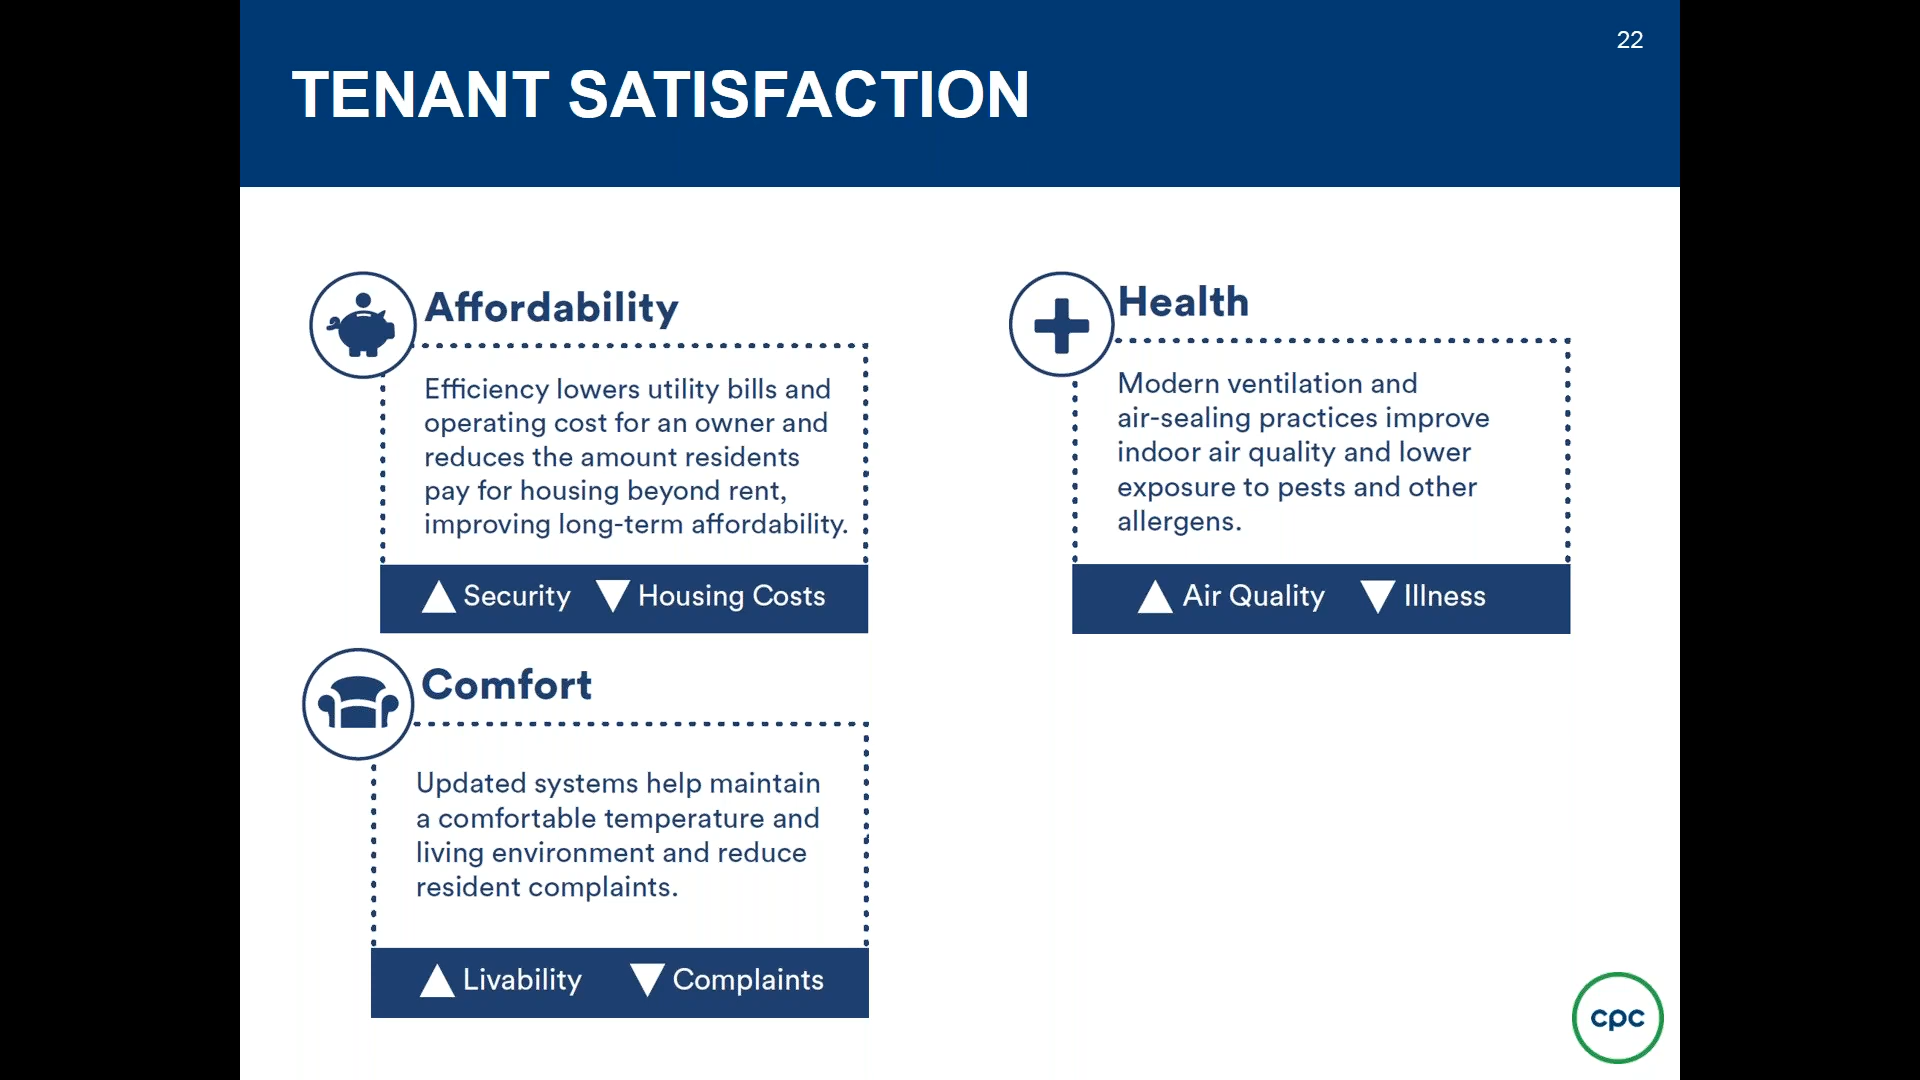 22
TENANT SATISFACTION
Affordability
Efficiency lowers utility bills and
operating cost for an owner and
reduces the amount residents
pay for housing beyond rent,
improving long-term affordability.
Security Housing Costs
Health
Modern ventilation and
air-sealing practices improve
indoor air quality and lower
exposure to pests and other
allergens.
Air Quality Illness
Comfort
Updated systems help maintain
a comfortable temperature and
living environment and reduce
resident complaints.
Livability Complaints
cpc